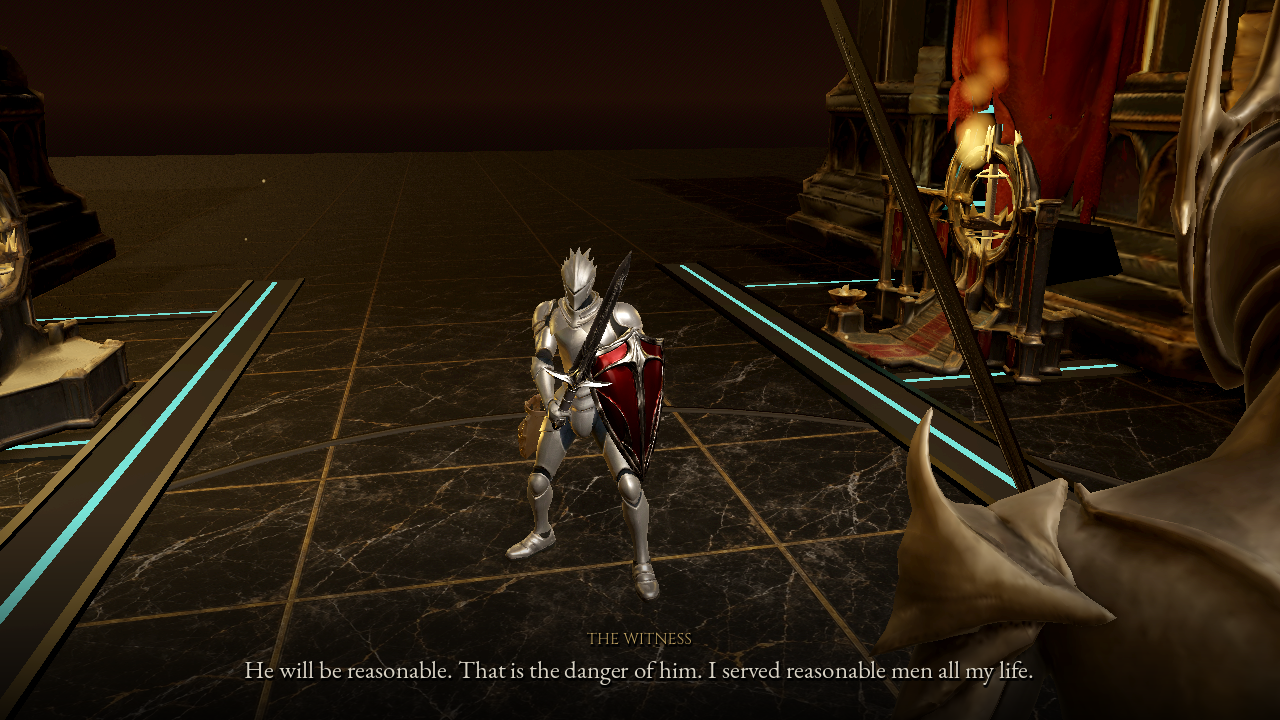 THE WITNESS
He will be reasonable. That is the danger of him. I served reasonable men all my life.